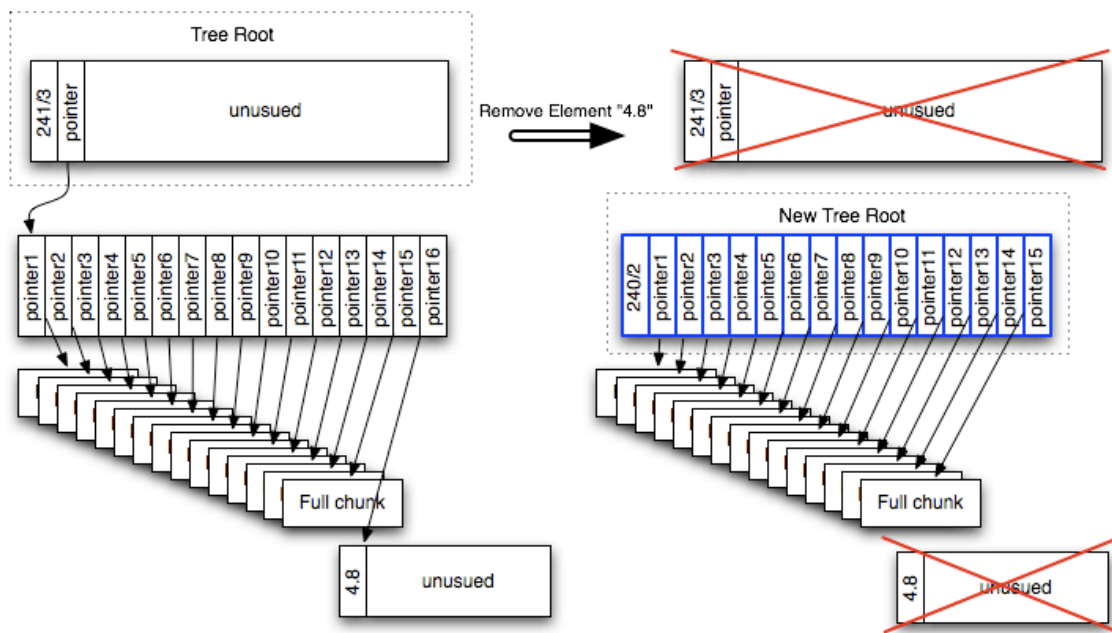 Tree Root
241/3
pointer
unusued
Remove Element "4.8"
241/3
pointer
unusued
New Tree Root
pointer1
pointer2
pointer3
pointer4
pointer5
pointer6
pointer7
pointer8
pointer9
pointer10
pointer11
pointer12
pointer13
pointer14
pointer15
pointer16
240/2
pointer1
pointer2
pointer3
pointer4
pointer5
pointer6
pointer7
pointer8
pointer9
pointer10
pointer11
pointer12
pointer13
pointer14
pointer15
Full chunk
Full chunk
4.8
unusued
4.8
unusued